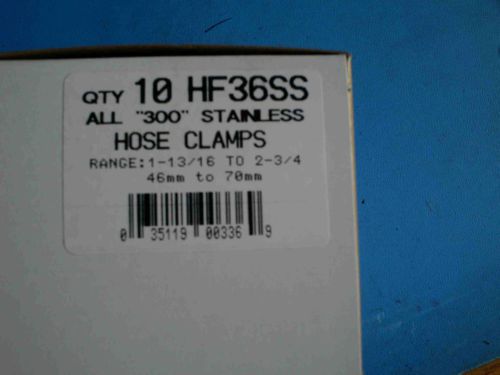 QTY 10 HF36SS
ALL "300" STAINLESS
HOSE CLAMPS
RANGE:1-13/16 TO 2-3/4
46mm to 70mm
0 35119 00336 9